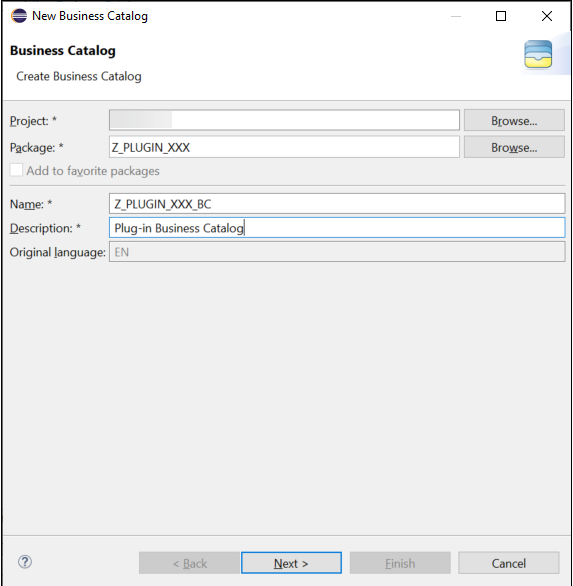 New Business Catalog
Business Catalog
Create Business Catalog
Project: * Browse...
Package: * Z_PLUGIN_XXX Browse...
Add to favorite packages
Name: * Z_PLUGIN_XXX_BC
Description: * Plug-in Business Catalog
Original language: EN
? < Back Next > Finish Cancel